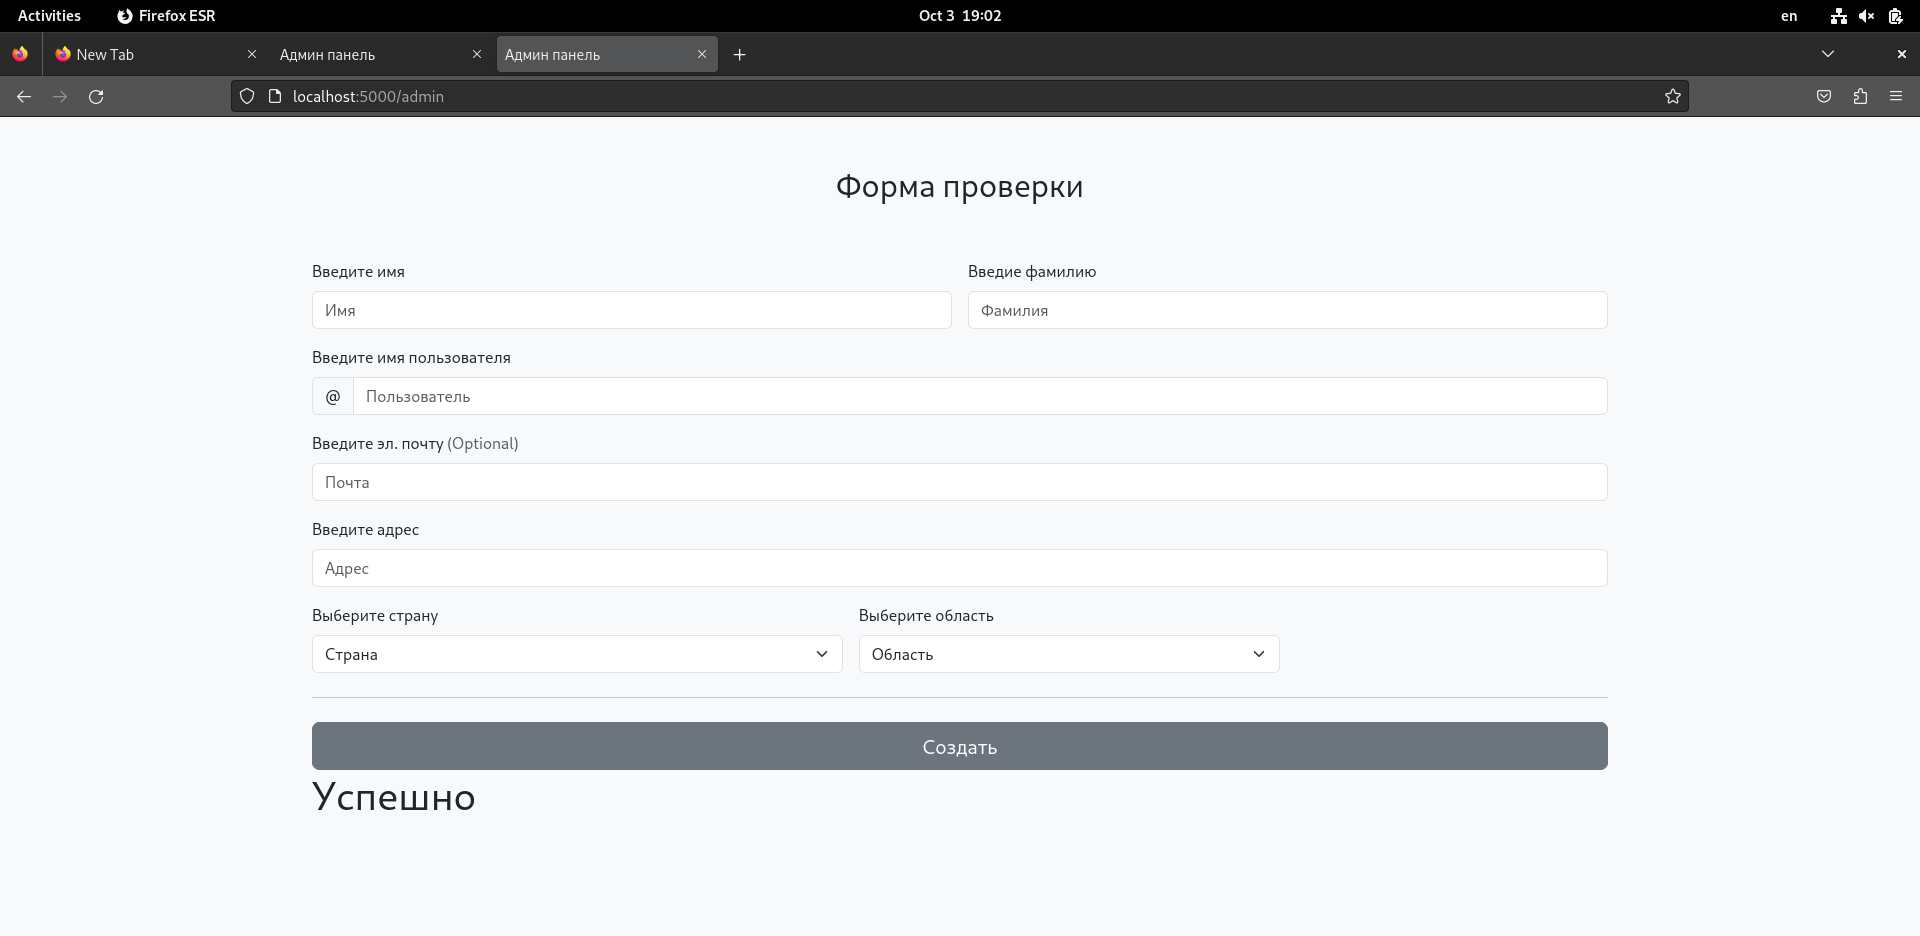 Activities Firefox ESR Oct 3 19:02 en
New Tab Админ панель Админ панель
localhost:5000/admin
Форма проверки
Введите имя Введие фамилию
Имя Фамилия
Введите имя пользователя
@ Пользователь
Введите эл. почту (Optional)
Почта
Введите адрес
Адрес
Выберите страну Выберите область
Страна Область
Создать
Успешно